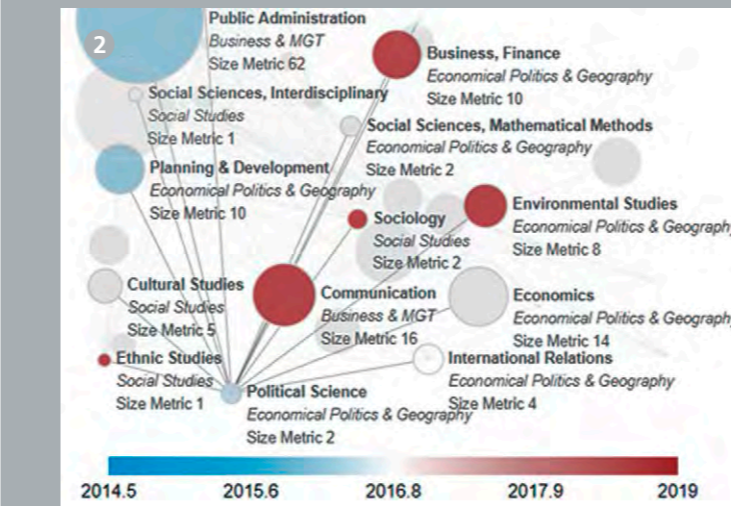 2
Public Administration
Business & MGT
Size Metric 62
Business, Finance
Economical Politics & Geography
Size Metric 10
Social Sciences, Interdisciplinary
Social Studies
Size Metric 1
Social Sciences, Mathematical Methods
Economical Politics & Geography
Size Metric 2
Planning & Development
Economical Politics & Geography
Size Metric 10
Environmental Studies
Economical Politics & Geography
Size Metric 8
Sociology
Social Studies
Size Metric 2
Cultural Studies
Social Studies
Size Metric 5
Communication
Business & MGT
Size Metric 16
Economics
Economical Politics & Geography
Size Metric 14
Ethnic Studies
Social Studies
Size Metric 1
International Relations
Economical Politics & Geography
Size Metric 4
Political Science
Economical Politics & Geography
Size Metric 2
2014.5 2015.6 2016.8 2017.9 2019